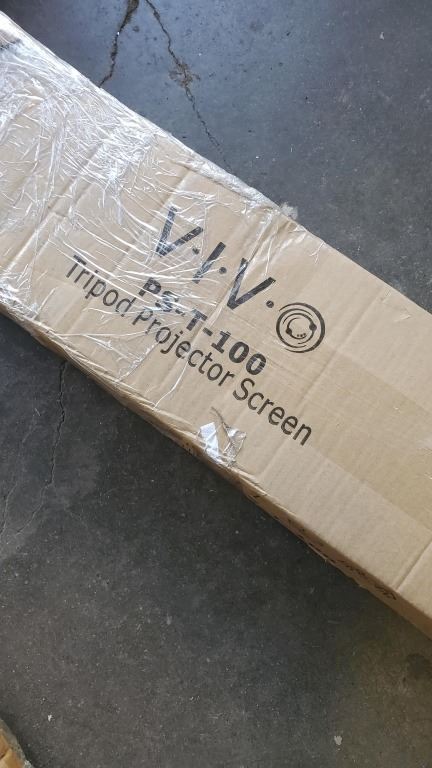 V·I·V·O
PS-T-100
Tripod Projector Screen